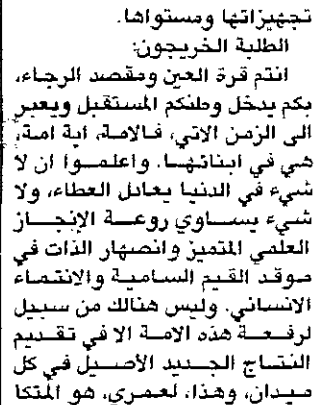 تجهيزاتها ومستواها.
الطلبة الخريجون:
انتم قرة العين ومقصد الرجاء،
بكم يدخل وطنكم المستقبل ويعبر
الى الزمن الاتي، فالامة، اية امة،
هي في ابنائها. واعلموا ان لا
شيء في الدنيا يعادل العطاء، ولا
شيء يساوي روعة الإنجاز
العلمي المتميز وانصهار الذات في
موقد القيم السامية والانتماء
الانساني. وليس هنالك من سبيل
لرفعة هذه الامة الا في تقديم
النتاج الجديد الأصيل في كل
ميدان، وهذا، لعمري، هو المتكا